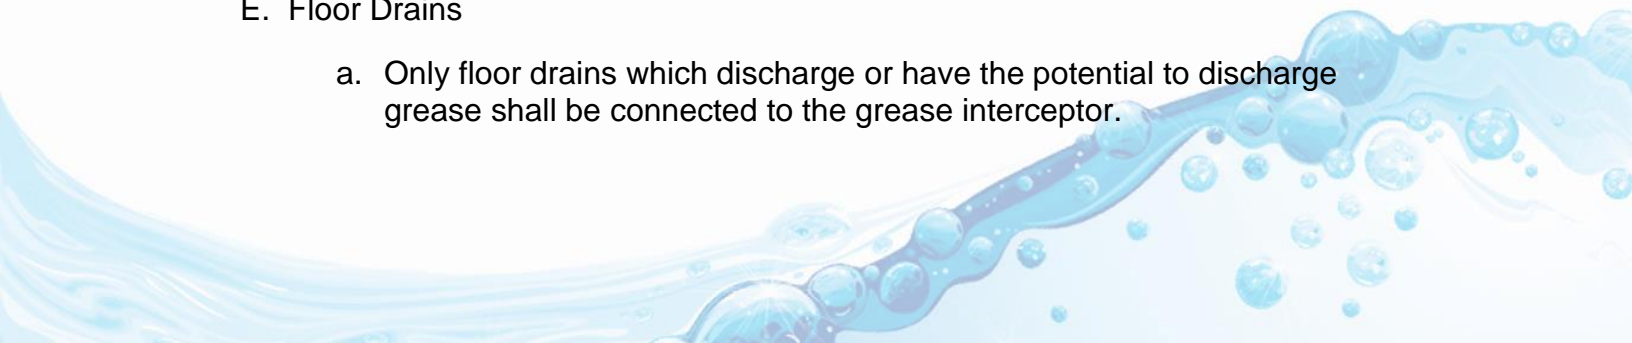 E. Floor Drains
a. Only floor drains which discharge or have the potential to discharge
grease shall be connected to the grease interceptor.